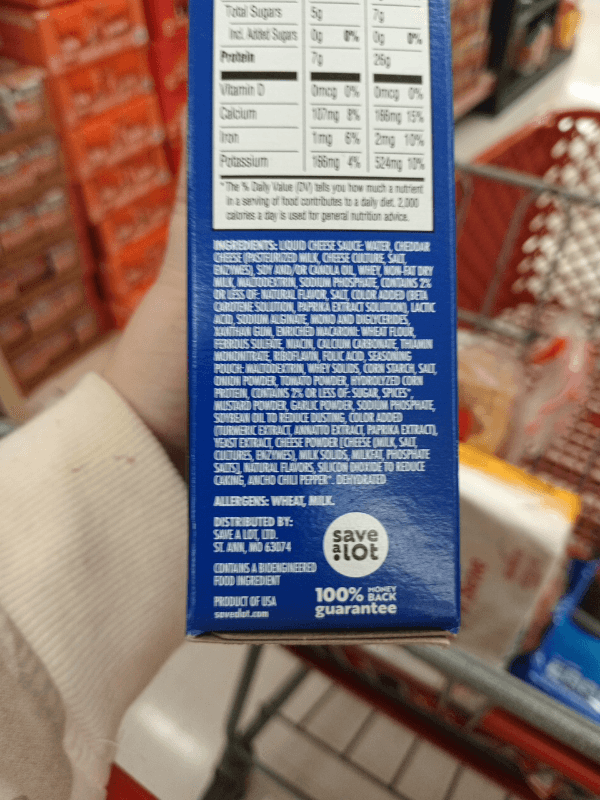 Total Sugars 5g 7g
Incl. Added Sugars 0g 0% 0g 0%
Protein 7g 26g
Vitamin D 0mcg 0% 0mcg 0%
Calcium 107mg 8% 166mg 15%
Iron 1mg 6% 2mg 10%
Potassium 166mg 4% 524mg 10%
*The % Daily Value (DV) tells you how much a nutrient
in a serving of food contributes to a daily diet. 2,000
calories a day is used for general nutrition advice.
INGREDIENTS: LIQUID CHEESE SAUCE: WATER, CHEDDAR
CHEESE (PASTEURIZED MILK, CHEESE CULTURE, SALT,
ENZYMES), SOY AND/OR CANOLA OIL, WHEY, NON-FAT DRY
MILK, MALTODEXTRIN, SODIUM PHOSPHATE, CONTAINS 2%
OR LESS OF: NATURAL FLAVOR, SALT, COLOR ADDED (BETA
CAROTENE SOLUTION, PAPRIKA EXTRACT SOLUTION), LACTIC
ACID, SODIUM ALGINATE, MONO AND DIGLYCERIDES,
XANTHAN GUM, ENRICHED MACARONI: WHEAT FLOUR,
FERROUS SULFATE, NIACIN, CALCIUM CARBONATE, THIAMIN
MONONITRATE, RIBOFLAVIN, FOLIC ACID, SEASONING
POUCH: MALTODEXTRIN, WHEY SOLIDS, CORN STARCH, SALT,
ONION POWDER, TOMATO POWDER, HYDROLYZED CORN
PROTEIN, CONTAINS 2% OR LESS OF: SUGAR, SPICES*,
MUSTARD POWDER, GARLIC POWDER, SODIUM PHOSPHATE,
SOYBEAN OIL TO REDUCE DUSTING, COLOR ADDED
(TURMERIC EXTRACT, ANNATTO EXTRACT, PAPRIKA EXTRACT),
YEAST EXTRACT, CHEESE POWDER [CHEESE (MILK, SALT,
CULTURES, ENZYMES), MILK SOLIDS, MILKFAT, PHOSPHATE
SALTS], NATURAL FLAVORS, SILICON DIOXIDE TO REDUCE
CAKING, ANCHO CHILI PEPPER*. *DEHYDRATED
ALLERGENS: WHEAT, MILK.
DISTRIBUTED BY:
SAVE A LOT, LTD.
ST. ANN, MO 63074
CONTAINS A BIOENGINEERED
FOOD INGREDIENT
PRODUCT OF USA
savealot.com
save
a lot
100% MONEY BACK
guarantee